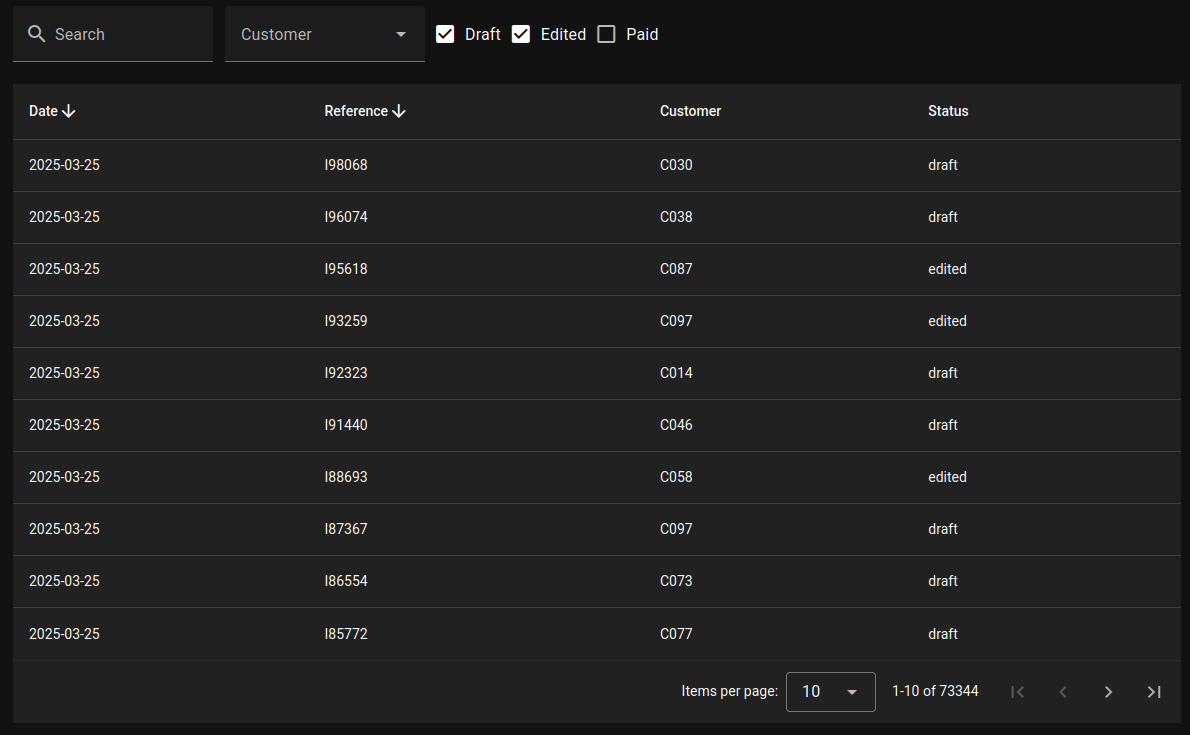 Search Customer Draft Edited Paid
Date Reference Customer Status
2025-03-25 I98068 C030 draft
2025-03-25 I96074 C038 draft
2025-03-25 I95618 C087 edited
2025-03-25 I93259 C097 edited
2025-03-25 I92323 C014 draft
2025-03-25 I91440 C046 draft
2025-03-25 I88693 C058 edited
2025-03-25 I87367 C097 draft
2025-03-25 I86554 C073 draft
2025-03-25 I85772 C077 draft
Items per page: 10 1-10 of 73344